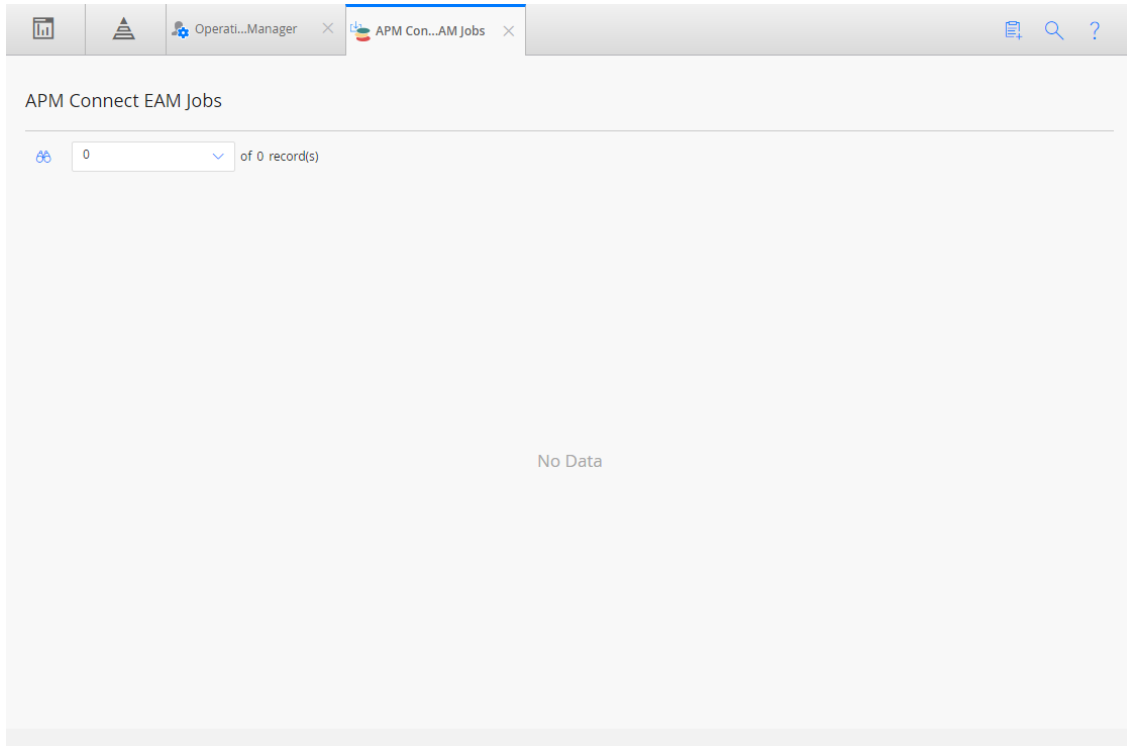 Operati...Manager
APM Con...AM Jobs
?
APM Connect EAM Jobs
0 of 0 record(s)
No Data